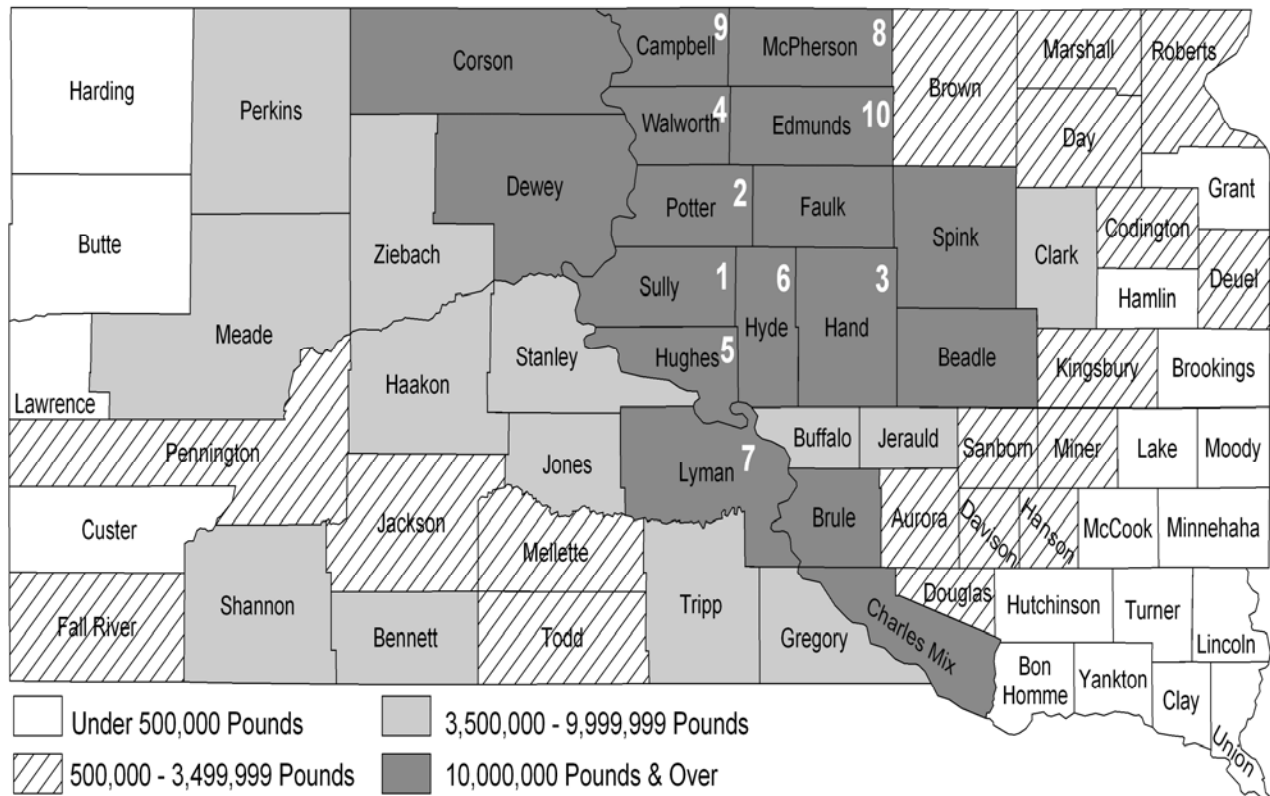 Harding
Perkins
Corson
Campbell 9
McPherson 8
Brown
Marshall
Roberts
Walworth 4
Edmunds 10
Day
Dewey
Potter 2
Faulk
Spink
Clark
Codington
Grant
Butte
Ziebach
Sully 1
Hyde 6
Hand 3
Hamlin
Deuel
Meade
Haakon
Stanley
Hughes 5
Beadle
Kingsbury
Brookings
Lawrence
Pennington
Jones
Lyman 7
Buffalo
Jerauld
Sanborn
Miner
Lake
Moody
Custer
Jackson
Mellette
Brule
Aurora
Davison
Hanson
McCook
Minnehaha
Fall River
Shannon
Bennett
Todd
Tripp
Gregory
Charles Mix
Douglas
Hutchinson
Turner
Lincoln
Bon
Homme
Yankton
Clay
Union
Under 500,000 Pounds
3,500,000 - 9,999,999 Pounds
500,000 - 3,499,999 Pounds
10,000,000 Pounds & Over